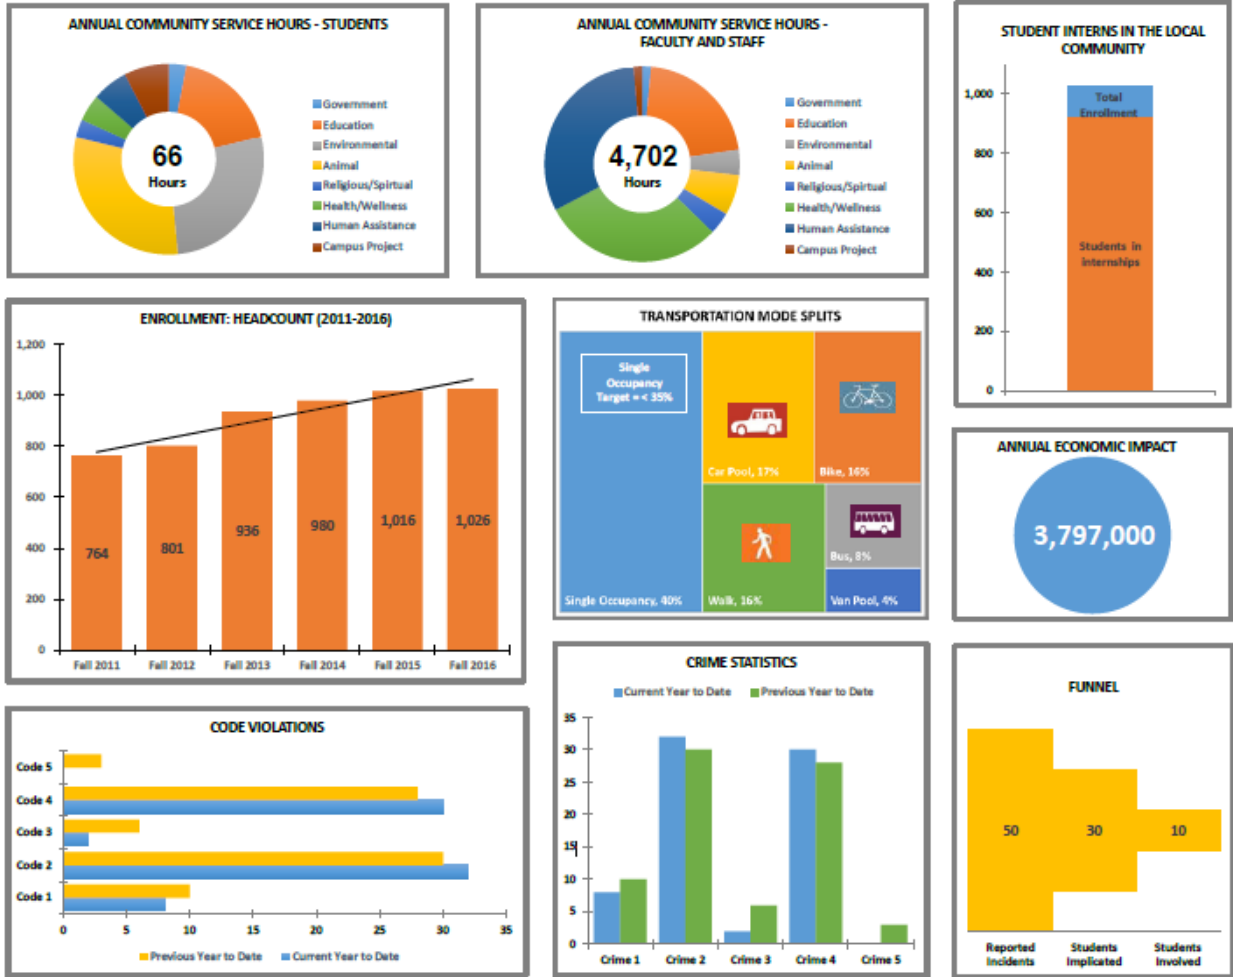 ANNUAL COMMUNITY SERVICE HOURS - STUDENTS
66
Hours
Government
Education
Environmental
Animal
Religious/Spirtual
Health/Wellness
Human Assistance
Campus Project
ANNUAL COMMUNITY SERVICE HOURS -
FACULTY AND STAFF
4,702
Hours
Government
Education
Environmental
Animal
Religious/Spirtual
Health/Wellness
Human Assistance
Campus Project
STUDENT INTERNS IN THE LOCAL
COMMUNITY
1,000
800
600
400
200
0
Total
Enrollment
Students in
internships
ENROLLMENT: HEADCOUNT (2011-2016)
1,200
1,000
800
600
400
200
0
764
801
936
980
1,016
1,026
Fall 2011
Fall 2012
Fall 2013
Fall 2014
Fall 2015
Fall 2016
TRANSPORTATION MODE SPLITS
Single
Occupancy
Target = < 35%
Single Occupancy, 40%
Car Pool, 17%
Bike, 16%
Walk, 16%
Bus, 8%
Van Pool, 4%
ANNUAL ECONOMIC IMPACT
3,797,000
CODE VIOLATIONS
Code 5
Code 4
Code 3
Code 2
Code 1
0 5 10 15 20 25 30 35
Previous Year to Date Current Year to Date
CRIME STATISTICS
Current Year to Date Previous Year to Date
35
30
25
20
15
10
5
0
Crime 1 Crime 2 Crime 3 Crime 4 Crime 5
FUNNEL
50
30
10
Reported
Incidents
Students
Implicated
Students
Involved